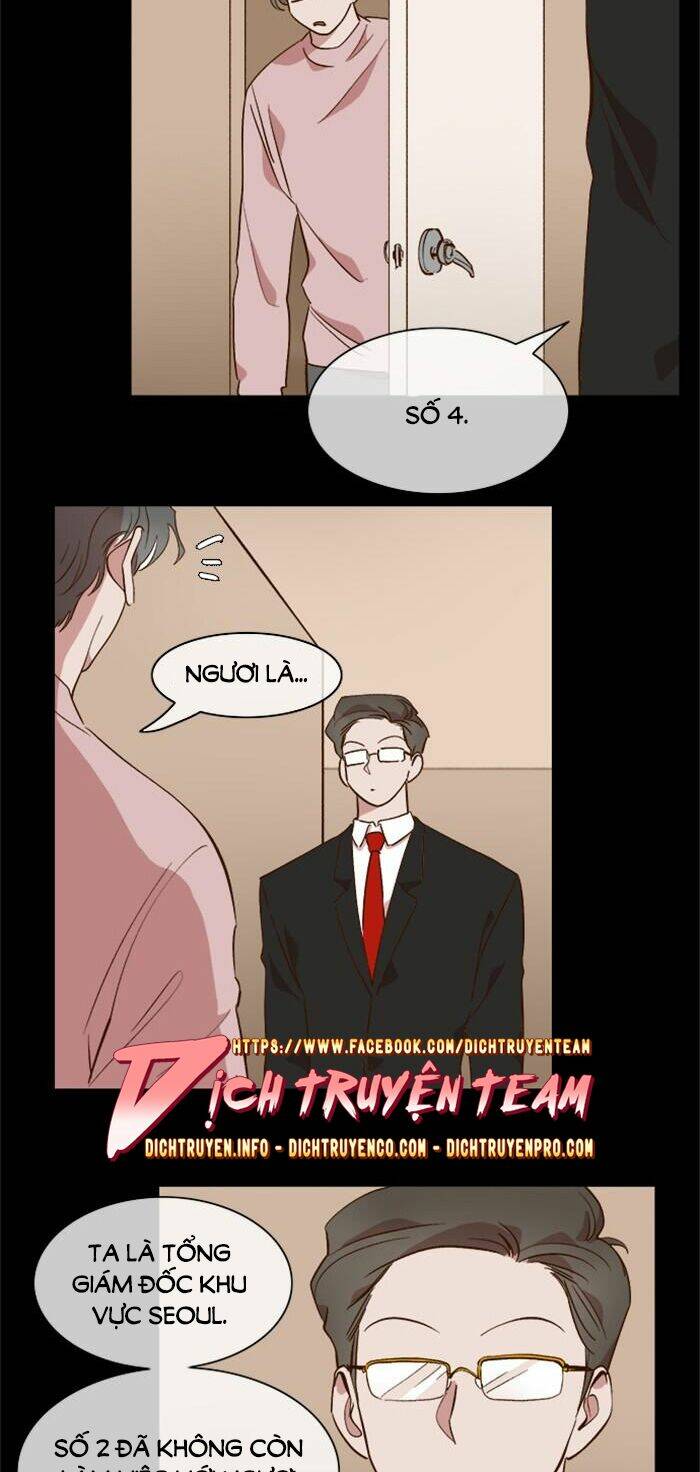 SỐ 4.
NGƯƠI LÀ...
HTTPS://WWW.FACEBOOK.COM/DICHTRUYENTEAM
DỊCH TRUYỆN TEAM
DICHTRUYEN.INFO - DICHTRUYENCO.COM - DICHTRUYENPRO.COM
TA LÀ TỔNG
GIÁM ĐỐC KHU
VỰC SEOUL.
SỐ 2 ĐÃ KHÔNG CÒN